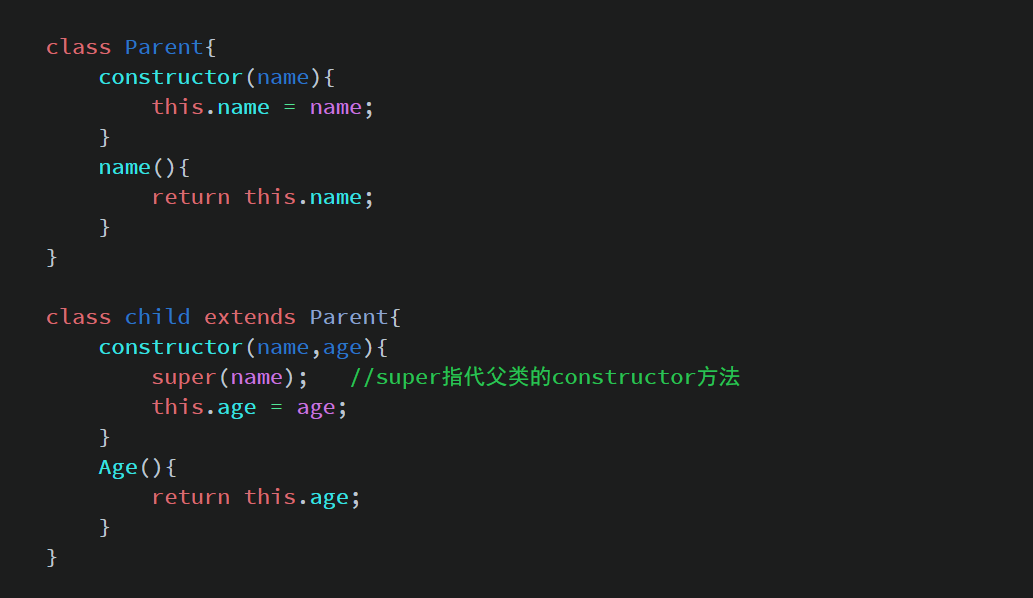 class Parent{
    constructor(name){
        this.name = name;
    }
    name(){
        return this.name;
    }
}
class child extends Parent{
    constructor(name,age){
        super(name);   //super指代父类的constructor方法
        this.age = age;
    }
    Age(){
        return this.age;
    }
}